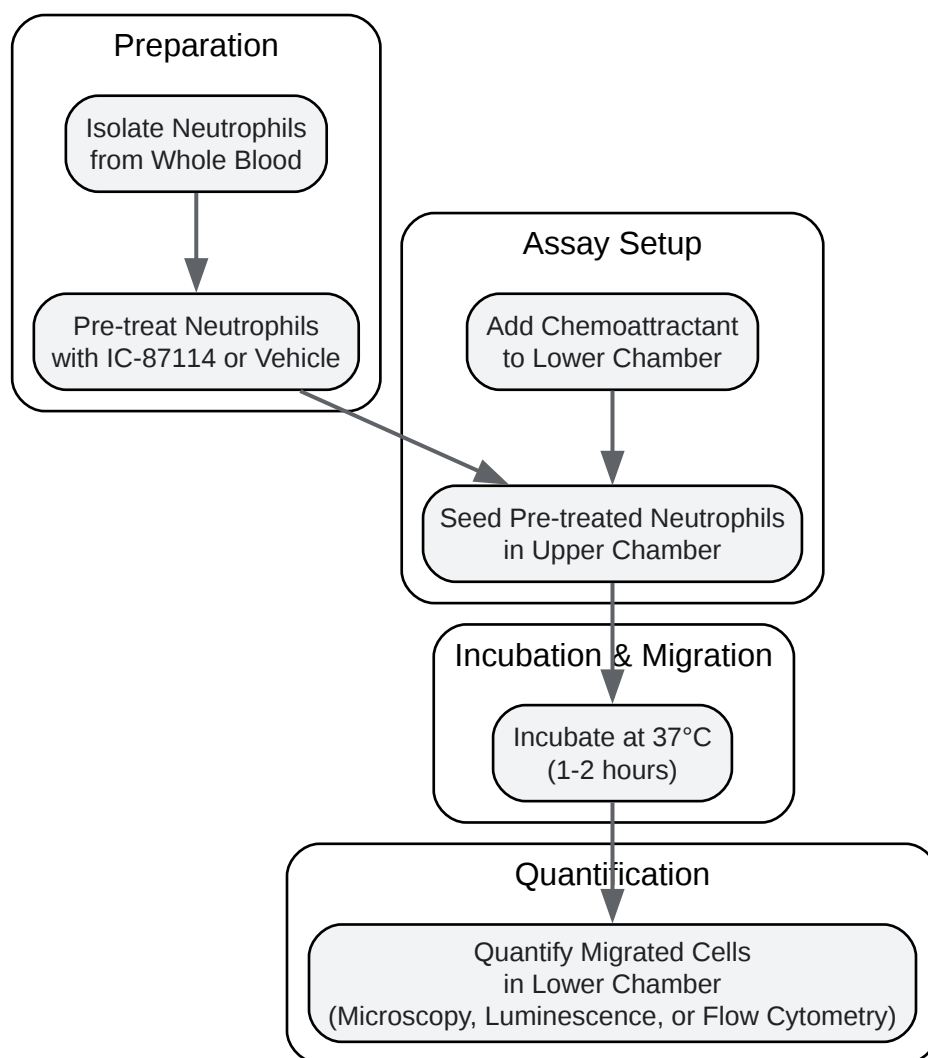 Preparation
Isolate Neutrophils
from Whole Blood
Pre-treat Neutrophils
with IC-87114 or Vehicle
Assay Setup
Add Chemoattractant
to Lower Chamber
Seed Pre-treated Neutrophils
in Upper Chamber
Incubation & Migration
Incubate at 37°C
(1-2 hours)
Quantification
Quantify Migrated Cells
in Lower Chamber
(Microscopy, Luminescence, or Flow Cytometry)